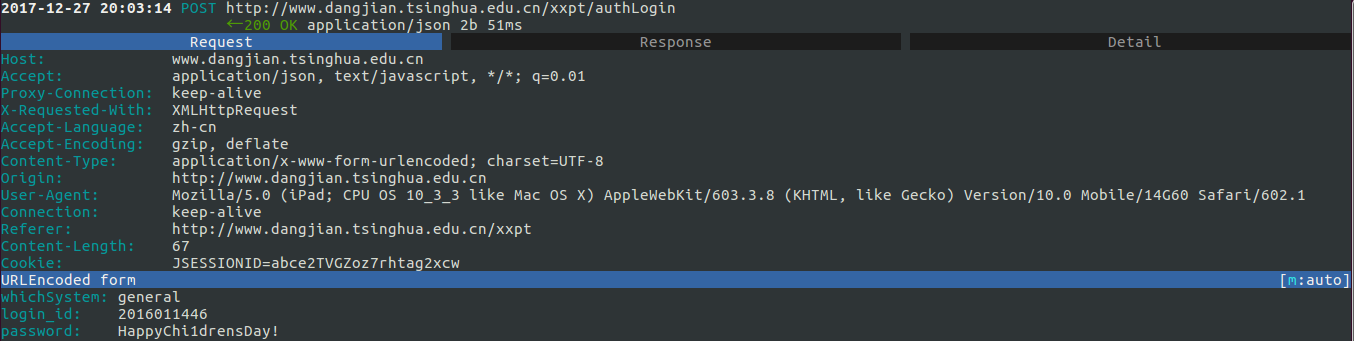 2017-12-27 20:03:14 POST http://www.dangjian.tsinghua.edu.cn/xxpt/authLogin
←200 OK application/json 2b 51ms
Request Response Detail
Host: www.dangjian.tsinghua.edu.cn
Accept: application/json, text/javascript, */*; q=0.01
Proxy-Connection: keep-alive
X-Requested-With: XMLHttpRequest
Accept-Language: zh-cn
Accept-Encoding: gzip, deflate
Content-Type: application/x-www-form-urlencoded; charset=UTF-8
Origin: http://www.dangjian.tsinghua.edu.cn
User-Agent: Mozilla/5.0 (iPad; CPU OS 10_3_3 like Mac OS X) AppleWebKit/603.3.8 (KHTML, like Gecko) Version/10.0 Mobile/14G60 Safari/602.1
Connection: keep-alive
Referer: http://www.dangjian.tsinghua.edu.cn/xxpt
Content-Length: 67
Cookie: JSESSIONID=abce2TVGZoz7rhtag2xcw
URLEncoded form [m:auto]
whichSystem: general
login_id: 2016011446
password: HappyChi1drensDay!